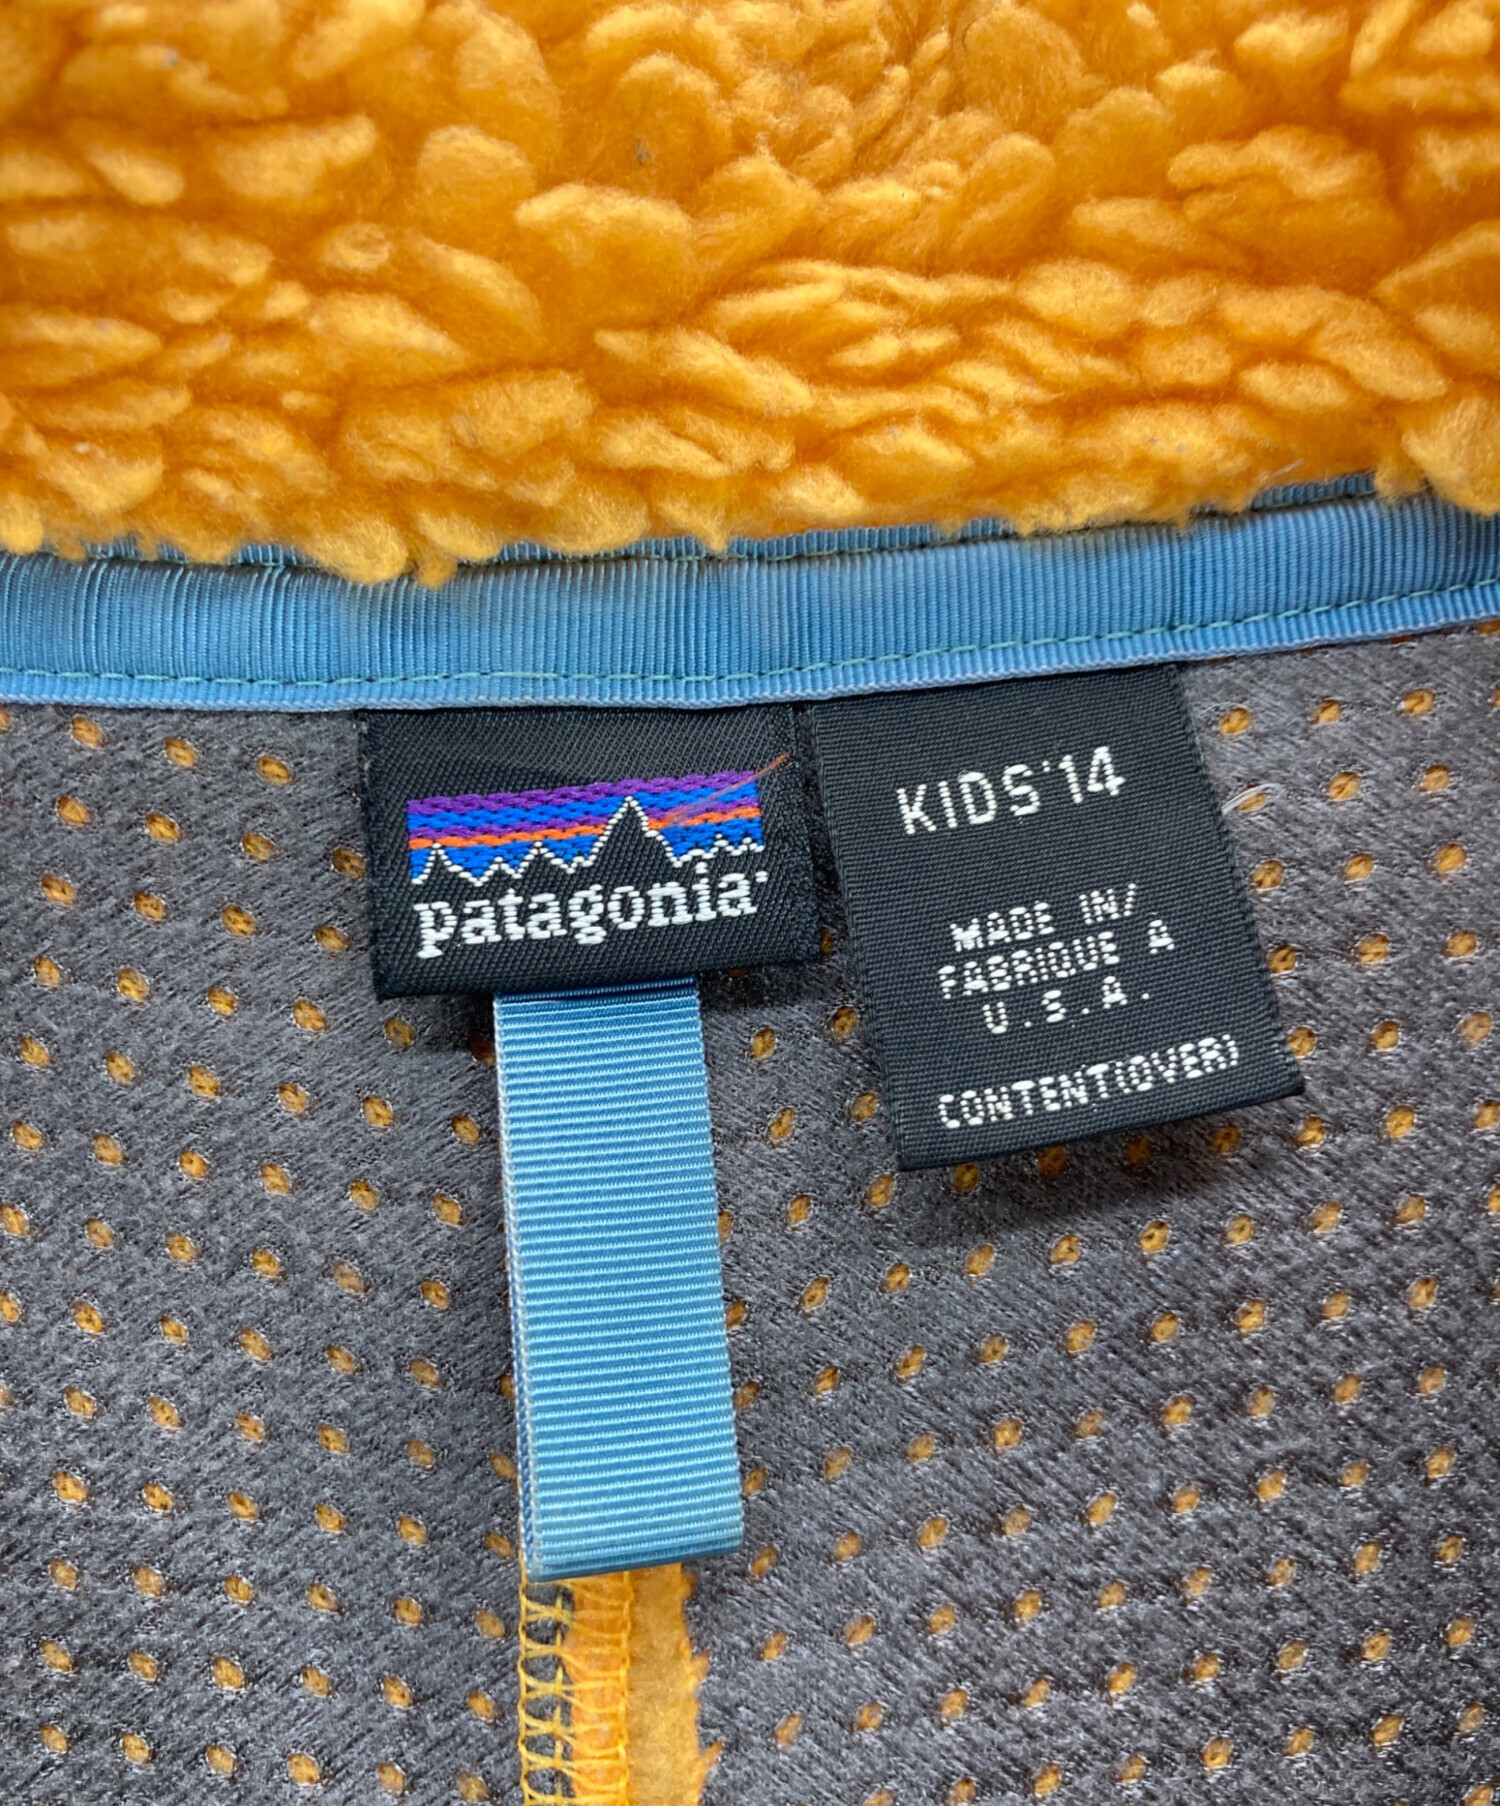 patagonia
KIDS'14
MADE IN/
FABRIQUE A
U.S.A.
CONTENT(OVER)